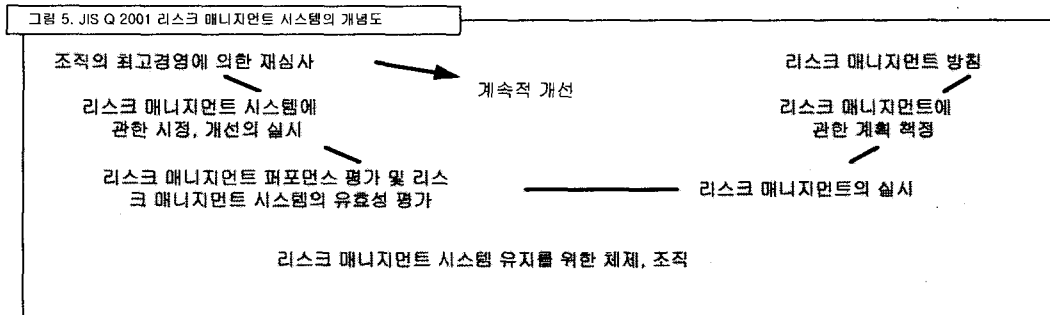 그림 5. JIS Q 2001 리스크 매니지먼트 시스템의 개념도
조직의 최고경영에 의한 재심사
계속적 개선
리스크 매니지먼트 방침
리스크 매니지먼트 시스템에
관한 시정, 개선의 실시
리스크 매니지먼트에
관한 계획 책정
리스크 매니지먼트 퍼포먼스 평가 및 리스
크 매니지먼트 시스템의 유효성 평가
리스크 매니지먼트의 실시
리스크 매니지먼트 시스템 유지를 위한 체제, 조직